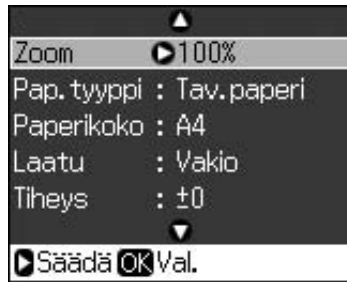 Zoom 100%
Pap. tyyppi : Tav. paperi
Paperikoko : A4
Laatu : Vakio
Tiheys : ±0
Säädä OK Val.